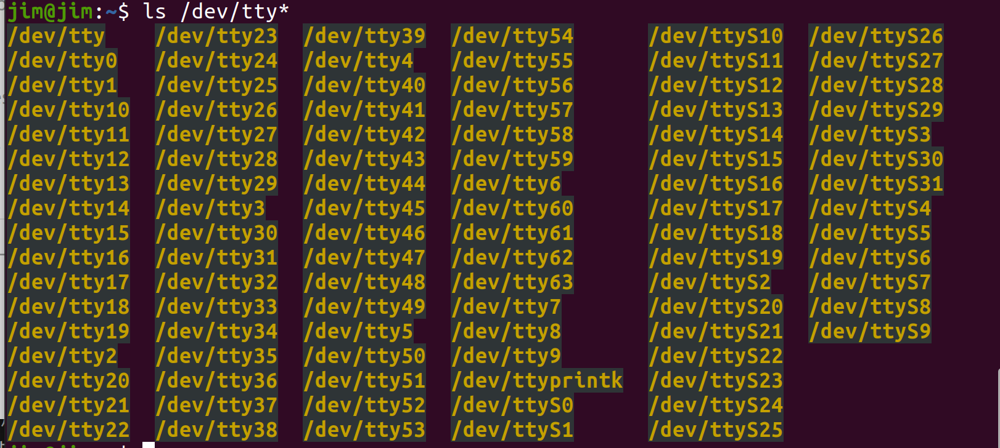 jim@jim:~$ ls /dev/tty*
/dev/tty /dev/tty23 /dev/tty39 /dev/tty54 /dev/ttyS10 /dev/ttyS26
/dev/tty0 /dev/tty24 /dev/tty4 /dev/tty55 /dev/ttyS11 /dev/ttyS27
/dev/tty1 /dev/tty25 /dev/tty40 /dev/tty56 /dev/ttyS12 /dev/ttyS28
/dev/tty10 /dev/tty26 /dev/tty41 /dev/tty57 /dev/ttyS13 /dev/ttyS29
/dev/tty11 /dev/tty27 /dev/tty42 /dev/tty58 /dev/ttyS14 /dev/ttyS3
/dev/tty12 /dev/tty28 /dev/tty43 /dev/tty59 /dev/ttyS15 /dev/ttyS30
/dev/tty13 /dev/tty29 /dev/tty44 /dev/tty6 /dev/ttyS16 /dev/ttyS31
/dev/tty14 /dev/tty3 /dev/tty45 /dev/tty60 /dev/ttyS17 /dev/ttyS4
/dev/tty15 /dev/tty30 /dev/tty46 /dev/tty61 /dev/ttyS18 /dev/ttyS5
/dev/tty16 /dev/tty31 /dev/tty47 /dev/tty62 /dev/ttyS19 /dev/ttyS6
/dev/tty17 /dev/tty32 /dev/tty48 /dev/tty63 /dev/ttyS2 /dev/ttyS7
/dev/tty18 /dev/tty33 /dev/tty49 /dev/tty7 /dev/ttyS20 /dev/ttyS8
/dev/tty19 /dev/tty34 /dev/tty5 /dev/tty8 /dev/ttyS21 /dev/ttyS9
/dev/tty2 /dev/tty35 /dev/tty50 /dev/tty9 /dev/ttyS22
/dev/tty20 /dev/tty36 /dev/tty51 /dev/ttyprintk /dev/ttyS23
/dev/tty21 /dev/tty37 /dev/tty52 /dev/ttyS0 /dev/ttyS24
/dev/tty22 /dev/tty38 /dev/tty53 /dev/ttyS1 /dev/ttyS25